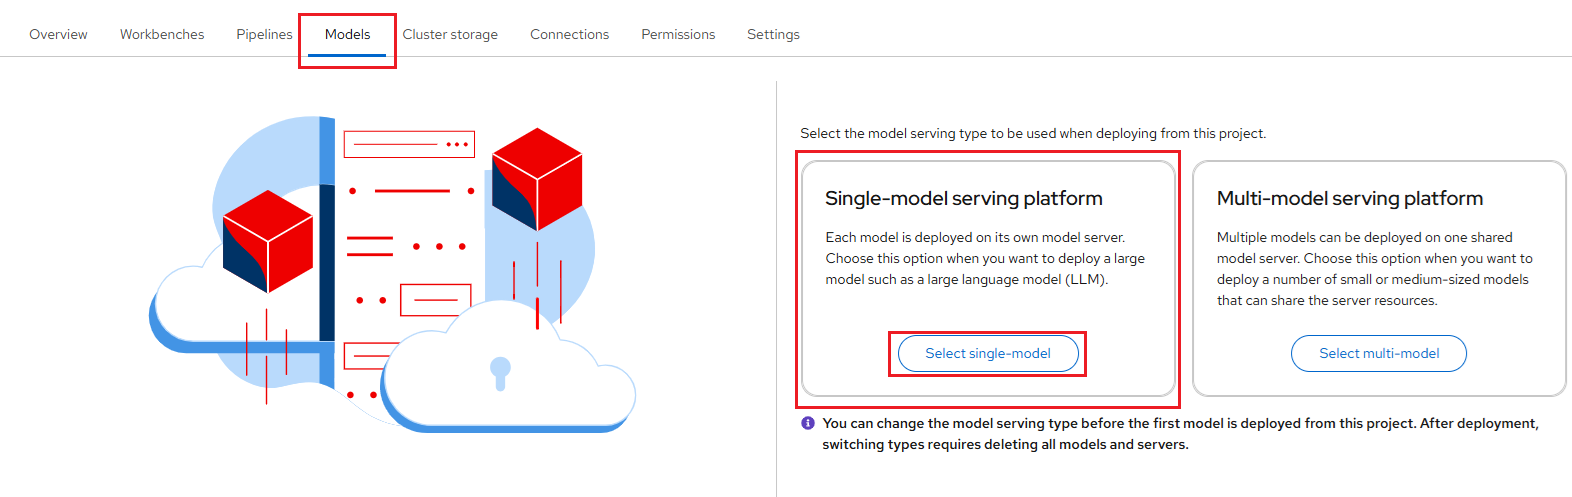 Overview Workbenches Pipelines Models Cluster storage Connections Permissions Settings
Select the model serving type to be used when deploying from this project.
Single-model serving platform
Each model is deployed on its own model server.
Choose this option when you want to deploy a large
model such as a large language model (LLM).
Select single-model
Multi-model serving platform
Multiple models can be deployed on one shared
model server. Choose this option when you want to
deploy a number of small or medium-sized models
that can share the server resources.
Select multi-model
You can change the model serving type before the first model is deployed from this project. After deployment,
switching types requires deleting all models and servers.